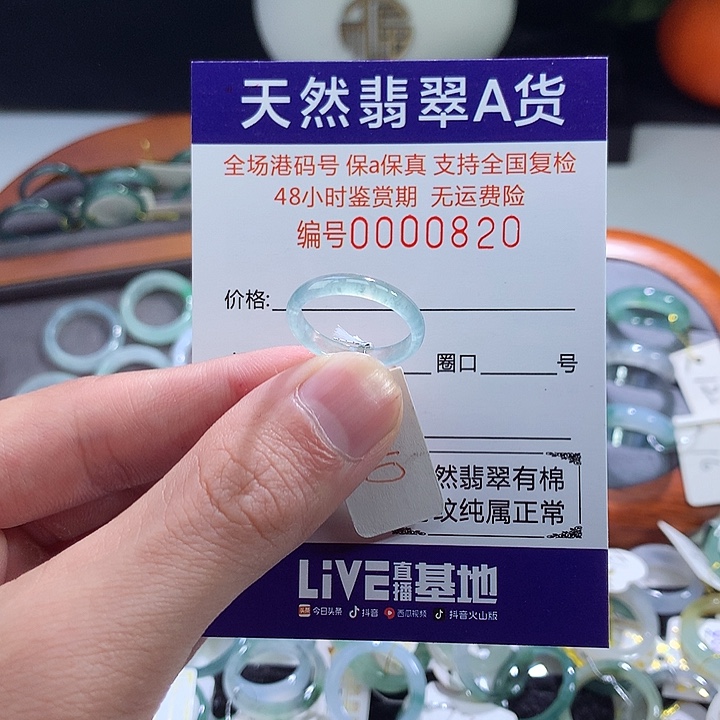 天然翡翠A货
全场港码号 保a保真 支持全国复检
48小时鉴赏期 无运费险
编号0000820
价格:
圈口 号
然翡翠有棉
纹纯属正常
LiVE直播基地
今日头条 抖音 西瓜视频 抖音火山版